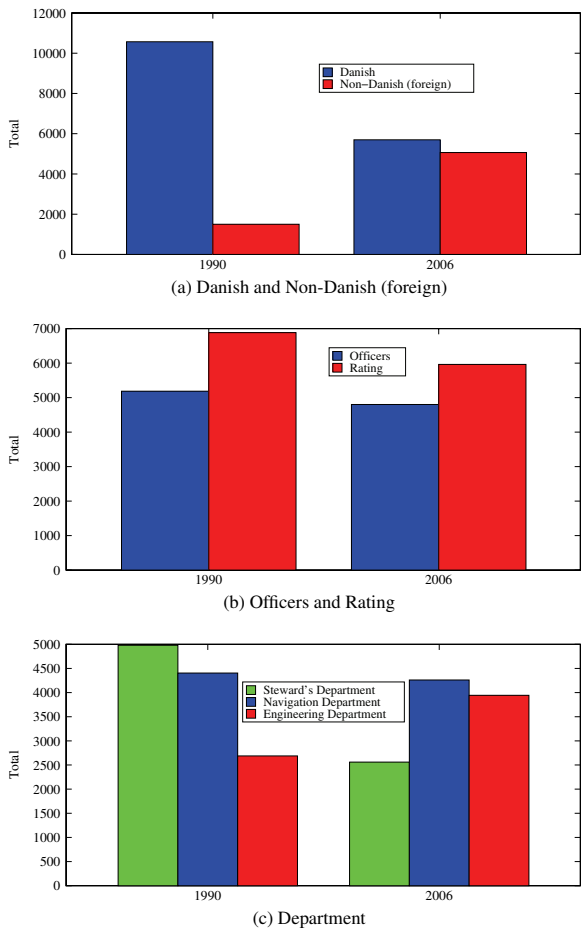 12000
10000
8000
6000
4000
2000
0
Total
Danish
Non-Danish (foreign)
1990 2006
(a) Danish and Non-Danish (foreign)
7000
6000
5000
4000
3000
2000
1000
0
Total
Officers
Rating
1990 2006
(b) Officers and Rating
5000
4500
4000
3500
3000
2500
2000
1500
1000
500
0
Total
Steward's Department
Navigation Department
Engineering Department
1990 2006
(c) Department